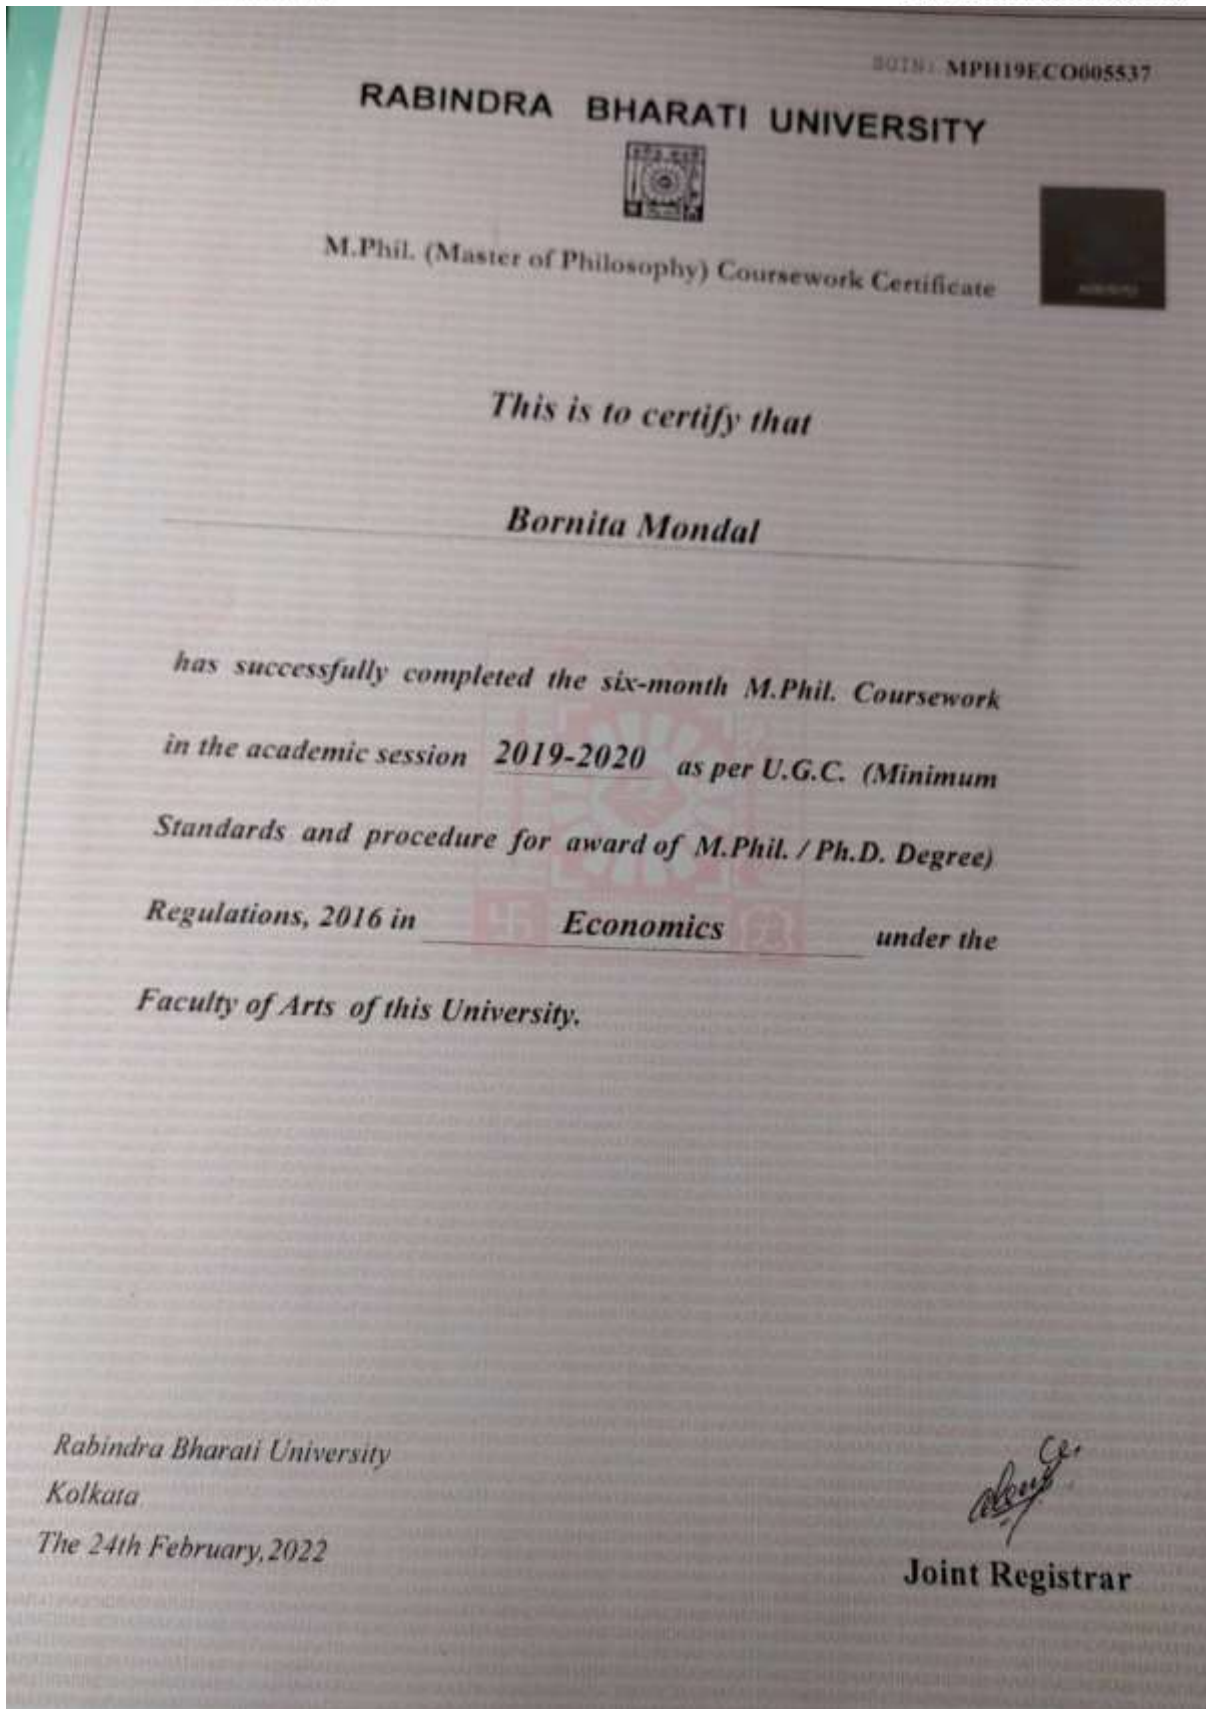 MPH19ECO005537
RABINDRA BHARATI UNIVERSITY
M.Phil. (Master of Philosophy) Coursework Certificate
This is to certify that
Bornita Mondal
has successfully completed the six-month M.Phil. Coursework
in the academic session 2019-2020 as per U.G.C. (Minimum
Standards and procedure for award of M.Phil. / Ph.D. Degree)
Regulations, 2016 in Economics under the
Faculty of Arts of this University.
Rabindra Bharati University
Kolkata
The 24th February,2022
Joint Registrar